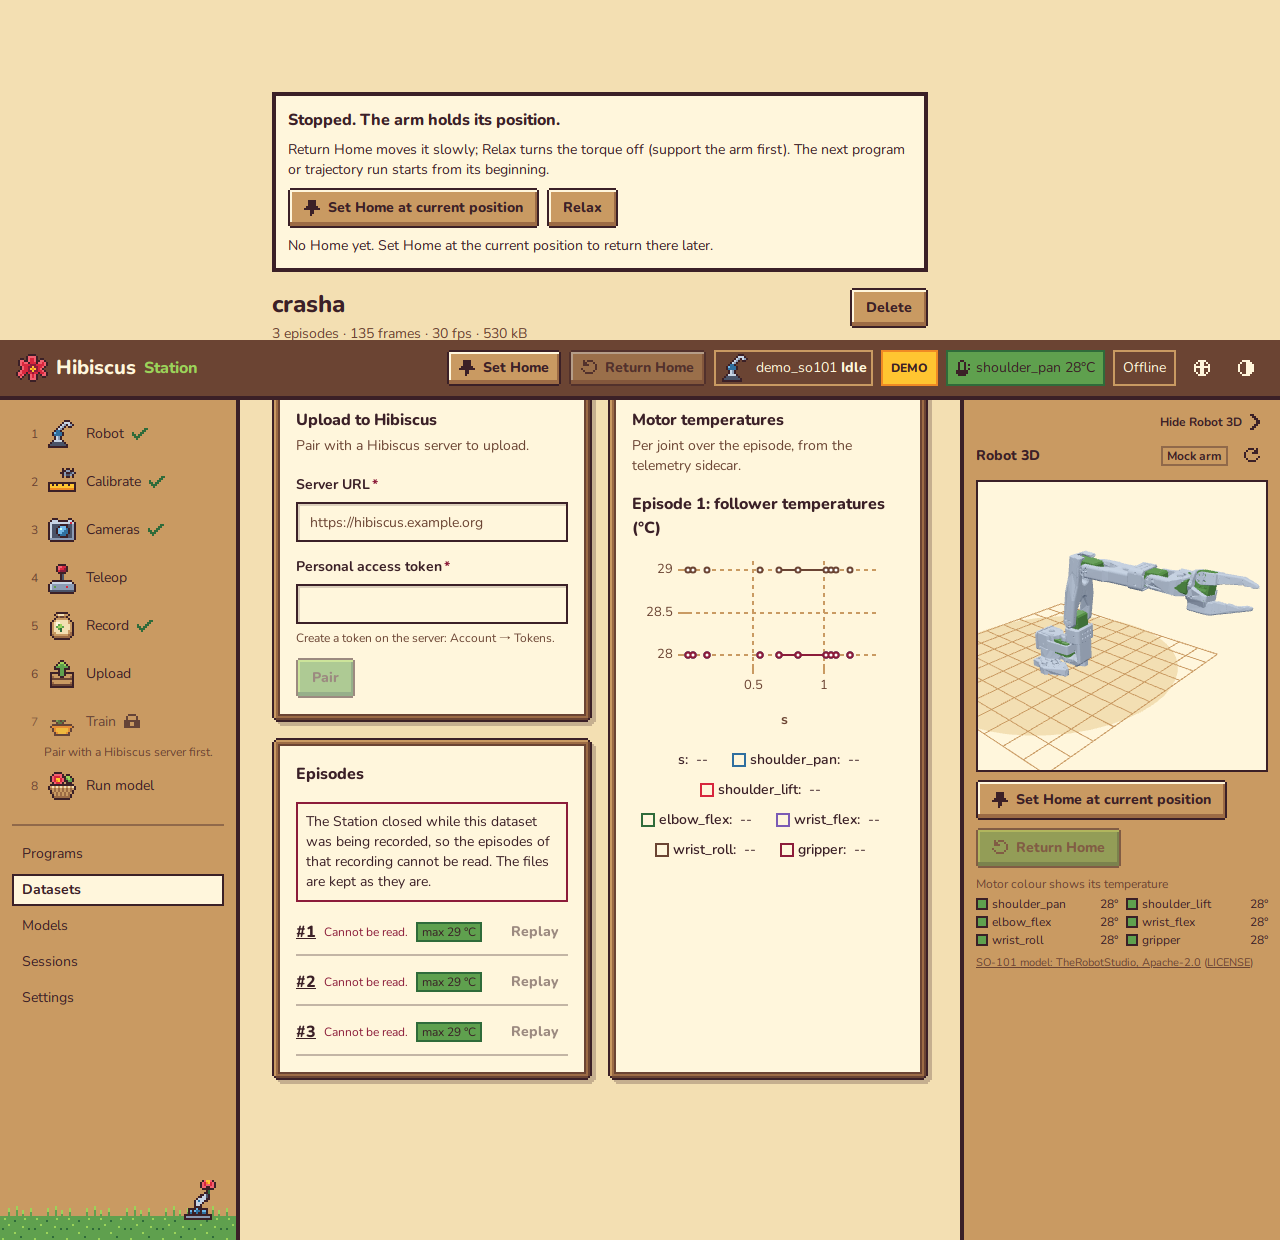 Stopped. The arm holds its position.
Return Home moves it slowly; Relax turns the torque off (support the arm first). The next program
or trajectory run starts from its beginning.
Set Home at current position
Relax
No Home yet. Set Home at the current position to return there later.
crasha
Delete
3 episodes · 135 frames · 30 fps · 530 kB
Hibiscus Station
Set Home
Return Home
demo_so101 Idle
DEMO
shoulder_pan 28°C
Offline
1 Robot
2 Calibrate
3 Cameras
4 Teleop
5 Record
6 Upload
7 Train
Pair with a Hibiscus server first.
8 Run model
Programs
Datasets
Models
Sessions
Settings
Upload to Hibiscus
Pair with a Hibiscus server to upload.
Server URL *
https://hibiscus.example.org
Personal access token *
Create a token on the server: Account → Tokens.
Pair
Episodes
The Station closed while this dataset
was being recorded, so the episodes of
that recording cannot be read. The files
are kept as they are.
#1 Cannot be read. max 29 °C Replay
#2 Cannot be read. max 29 °C Replay
#3 Cannot be read. max 29 °C Replay
Motor temperatures
Per joint over the episode, from the
telemetry sidecar.
Episode 1: follower temperatures
(°C)
29
28.5
28
0.5 1
s
s: -- shoulder_pan: --
shoulder_lift: --
elbow_flex: -- wrist_flex: --
wrist_roll: -- gripper: --
Hide Robot 3D
Robot 3D
Mock arm
Set Home at current position
Return Home
Motor colour shows its temperature
shoulder_pan 28° shoulder_lift 28°
elbow_flex 28° wrist_flex 28°
wrist_roll 28° gripper 28°
SO-101 model: TheRobotStudio, Apache-2.0 (LICENSE)